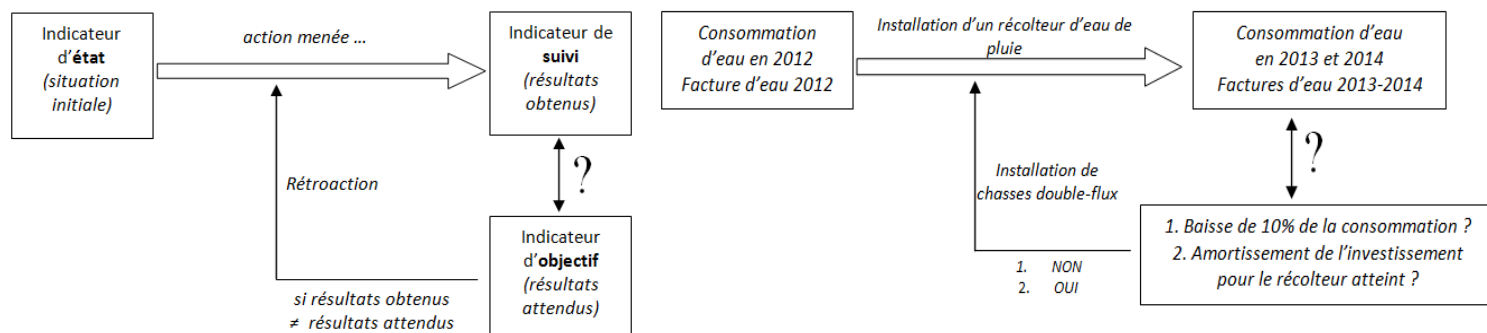 Indicateur
d'état
(situation
initiale)
action menée ...
Indicateur de
suivi
(résultats
obtenus)
Rétroaction
?
Indicateur
d'objectif
(résultats
attendus)
si résultats obtenus
≠ résultats attendus
Consommation
d'eau en 2012
Facture d'eau 2012
Installation d'un récolteur d'eau de
pluie
Consommation d'eau
en 2013 et 2014
Factures d'eau 2013-2014
?
Installation de
chasses double-flux
1. Baisse de 10% de la consommation ?
2. Amortissement de l'investissement
pour le récolteur atteint ?
1. NON
2. OUI